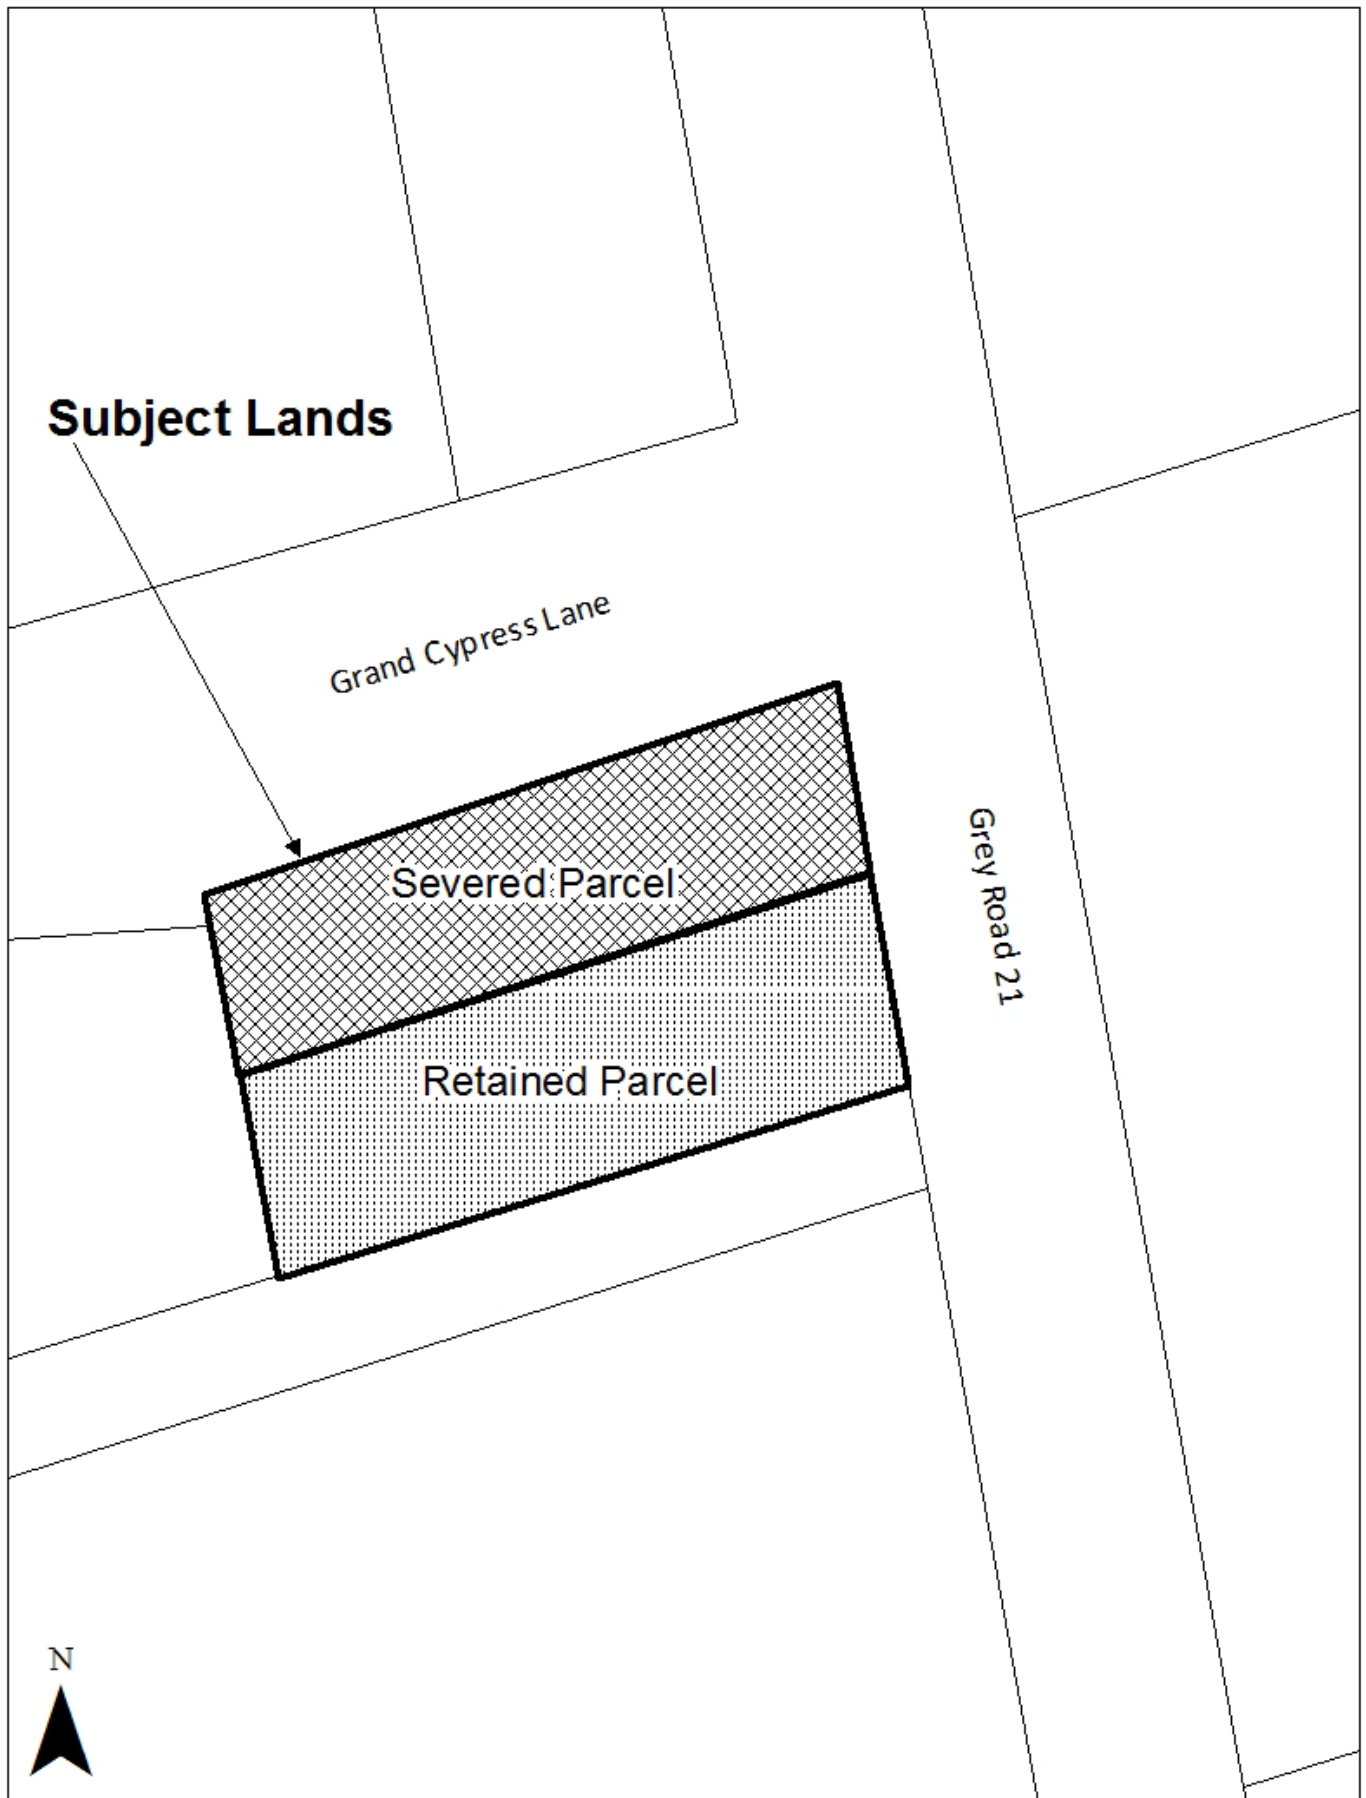 Subject Lands
Grand Cypress Lane
Grey Road 21
Severed Parcel
Retained Parcel
N